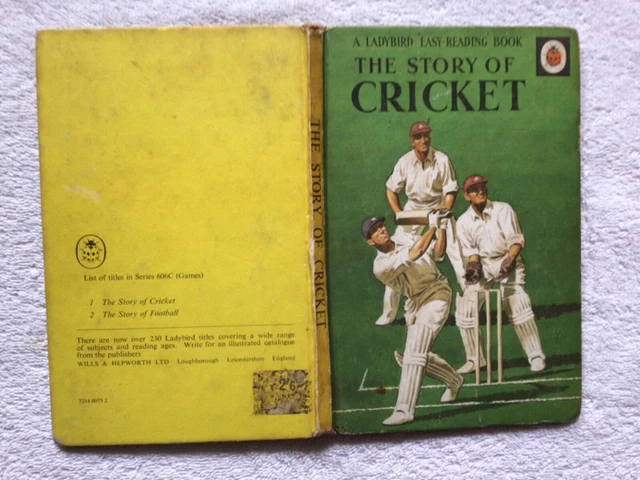 A LADYBIRD 'EASY-READING' BOOK
THE STORY OF
CRICKET
THE STORY OF CRICKET
List of titles in Series 606C (Games)
1 The Story of Cricket
2 The Story of Football
There are now over 230 Ladybird titles covering a wide range
of subjects and reading ages. Write for an illustrated catalogue
from the publishers
WILLS & HEPWORTH LTD Loughborough Leicestershire England